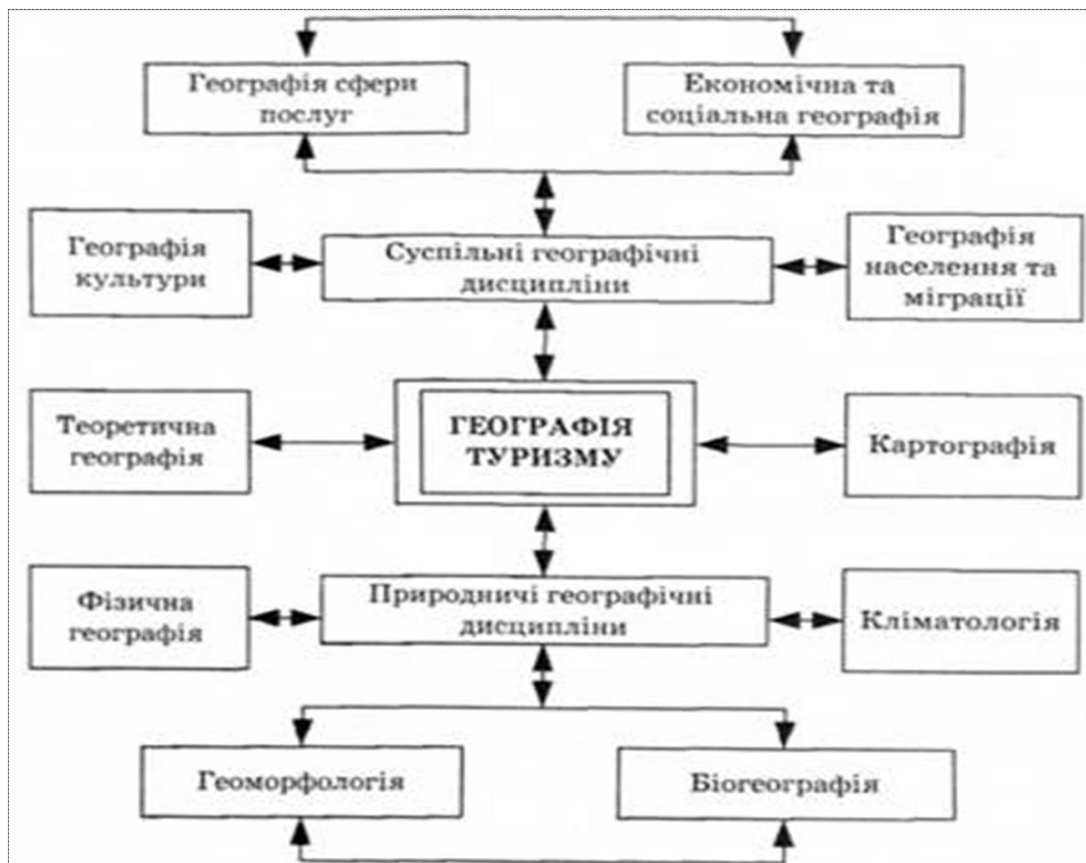 Географія сфери
послуг
Економічна та
соціальна географія
Географія
культури
Суспільні географічні
дисципліни
Географія
населення та
міграції
Теоретична
географія
ГЕОГРАФІЯ
ТУРИЗМУ
Картографія
Фізична
географія
Природничі географічні
дисципліни
Кліматологія
Геоморфологія
Біогеографія